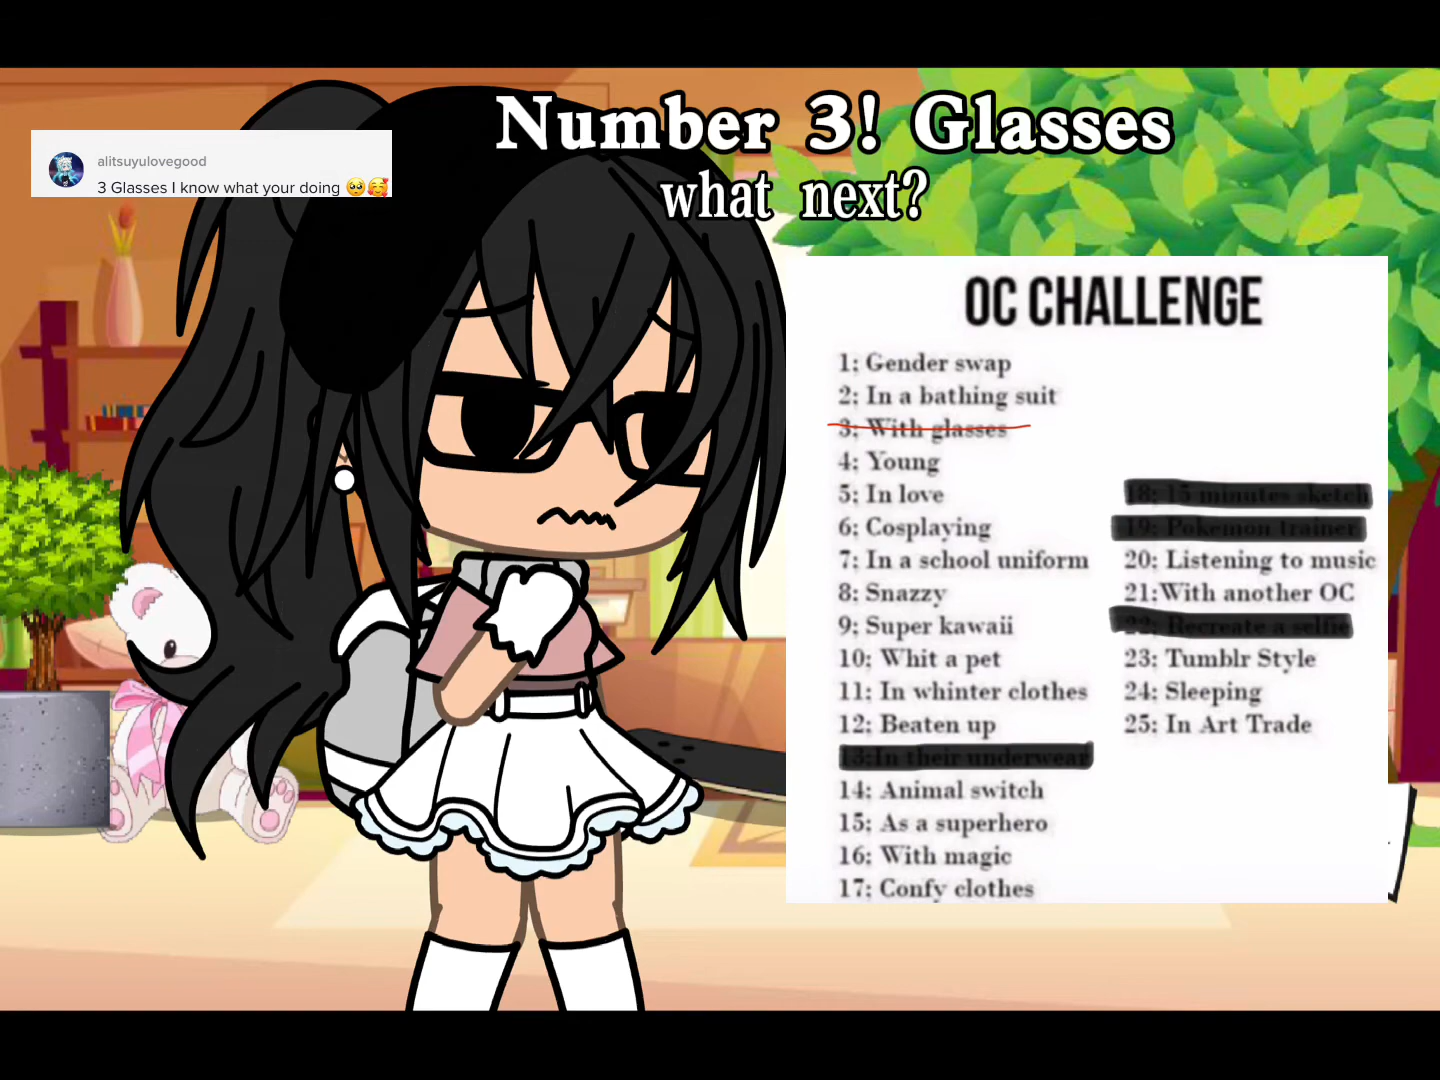 Number 3! Glasses
what next?
alitsuyulovegood
3 Glasses I know what your doing 🥺🥰
OC CHALLENGE
1: Gender swap
2: In a bathing suit
3: With glasses
4: Young
5: In love
6: Cosplaying
7: In a school uniform
8: Snazzy
9: Super kawaii
10: Whit a pet
11: In whinter clothes
12: Beaten up
13:In their underwear
14: Animal switch
15: As a superhero
16: With magic
17: Confy clothes
18: 15 minutes sketch
19: Pokemon trainer
20: Listening to music
21:With another OC
22: Recreate a selfie
23: Tumblr Style
24: Sleeping
25: In Art Trade